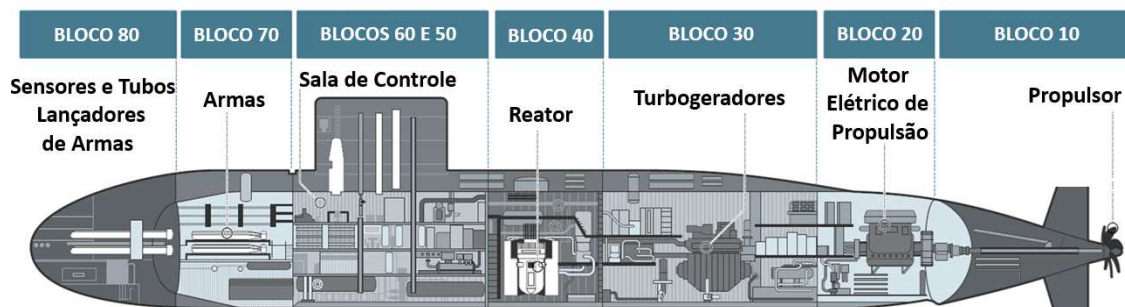 BLOCO 80
BLOCO 70
BLOCOS 60 E 50
BLOCO 40
BLOCO 30
BLOCO 20
BLOCO 10
Sensores e Tubos
Lançadores
de Armas
Armas
Sala de Controle
Reator
Turbogeradores
Motor
Elétrico de
Propulsão
Propulsor